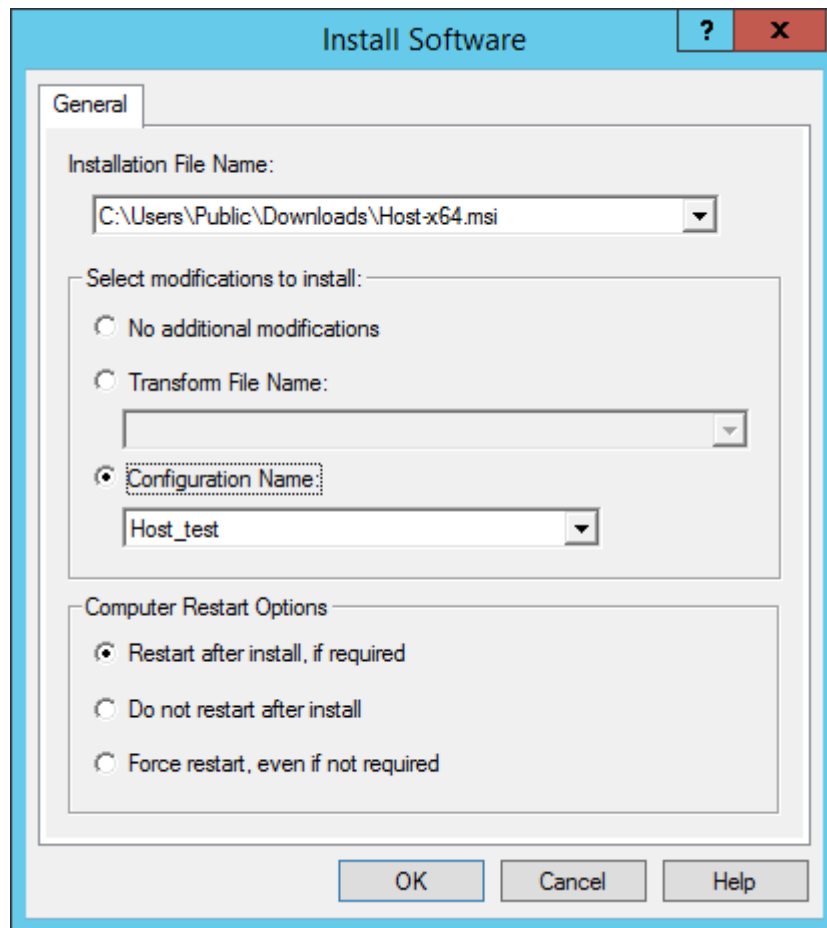 Install Software
?
x
General
Installation File Name:
C:\Users\Public\Downloads\Host-x64.msi
Select modifications to install:
No additional modifications
Transform File Name:
Configuration Name:
Host_test
Computer Restart Options
Restart after install, if required
Do not restart after install
Force restart, even if not required
OK
Cancel
Help